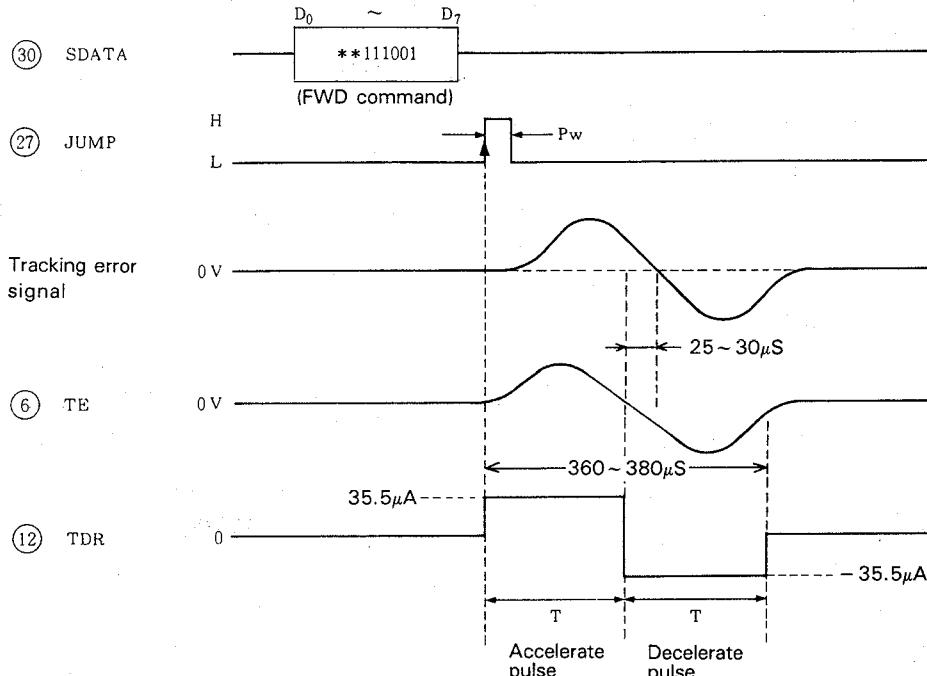 D₀ ~ D₇
㉚ SDATA **111001
(FWD command)
H
㉗ JUMP Pw
L
Tracking error
signal
0 V
25~30μS
⑥ TE 0 V
360~380μS
35.5μA
⑫ TDR 0
−35.5μA
T T
Accelerate
pulse
Decelerate
pulse